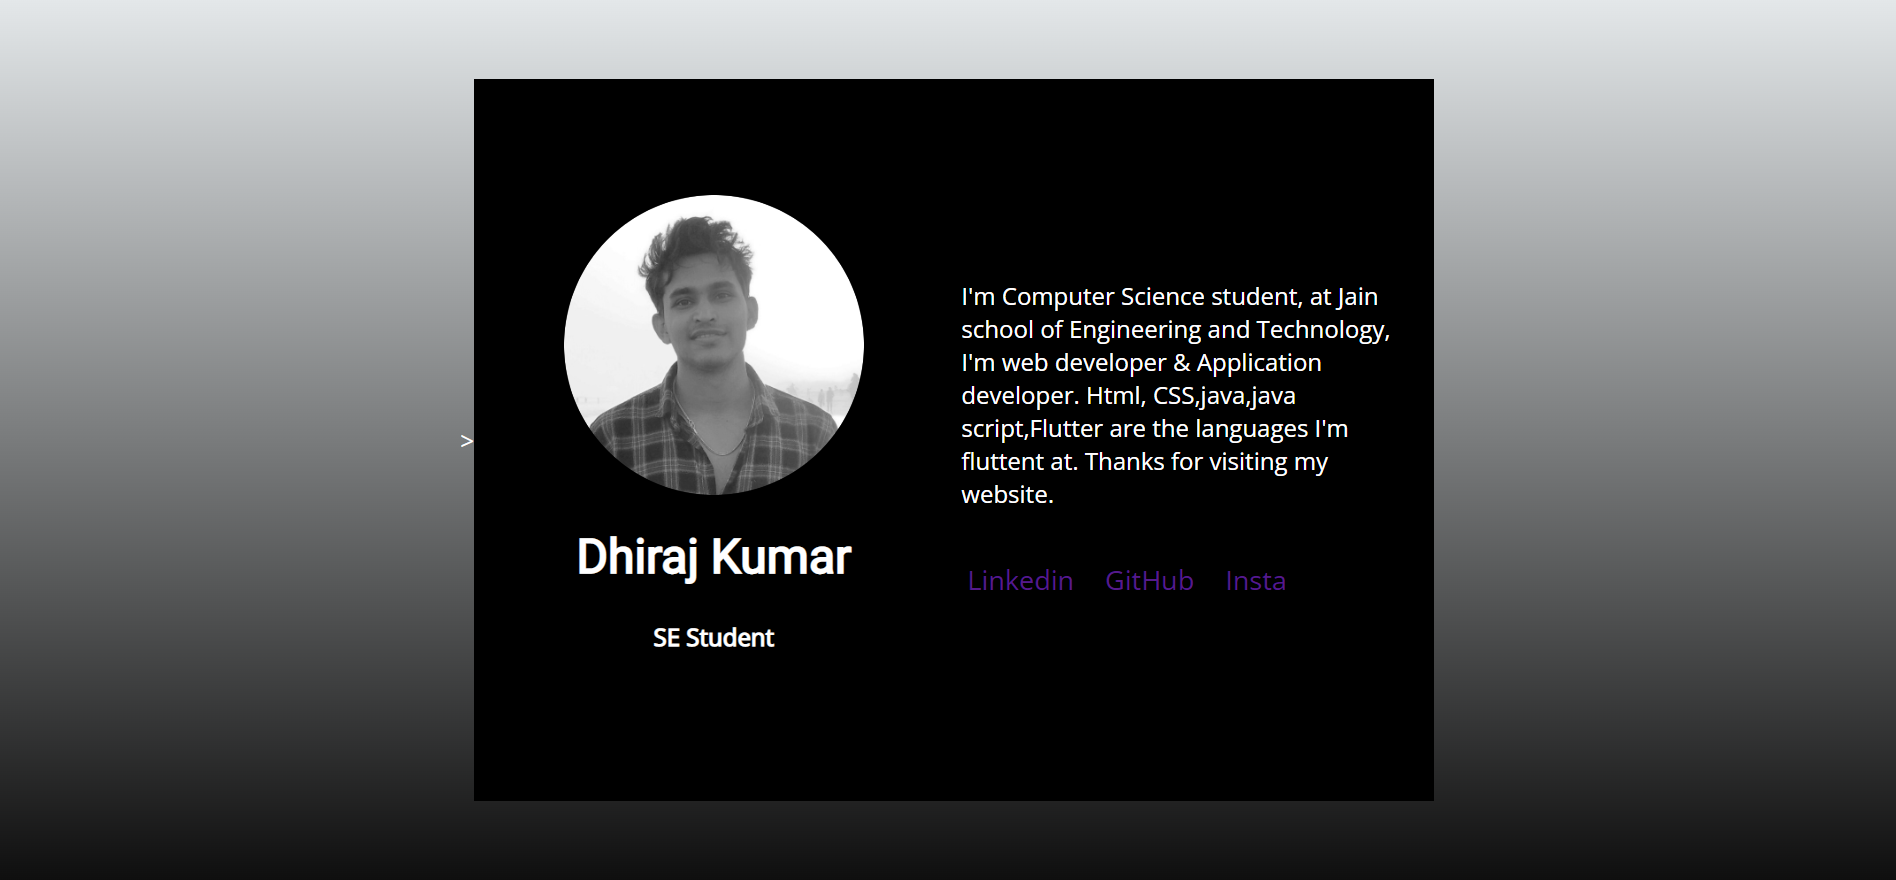 >
Dhiraj Kumar
SE Student
I'm Computer Science student, at Jain
school of Engineering and Technology,
I'm web developer & Application
developer. Html, CSS,java,java
script,Flutter are the languages I'm
fluttent at. Thanks for visiting my
website.
Linkedin GitHub Insta